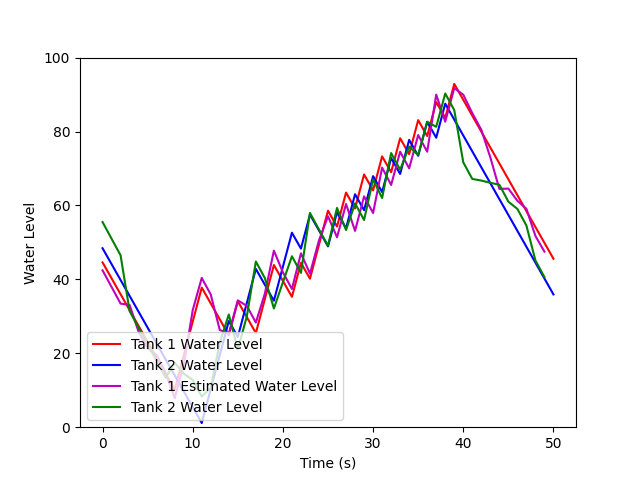 100
80
60
40
20
0
Water Level
Tank 1 Water Level
Tank 2 Water Level
Tank 1 Estimated Water Level
Tank 2 Water Level
0 10 20 30 40 50
Time (s)